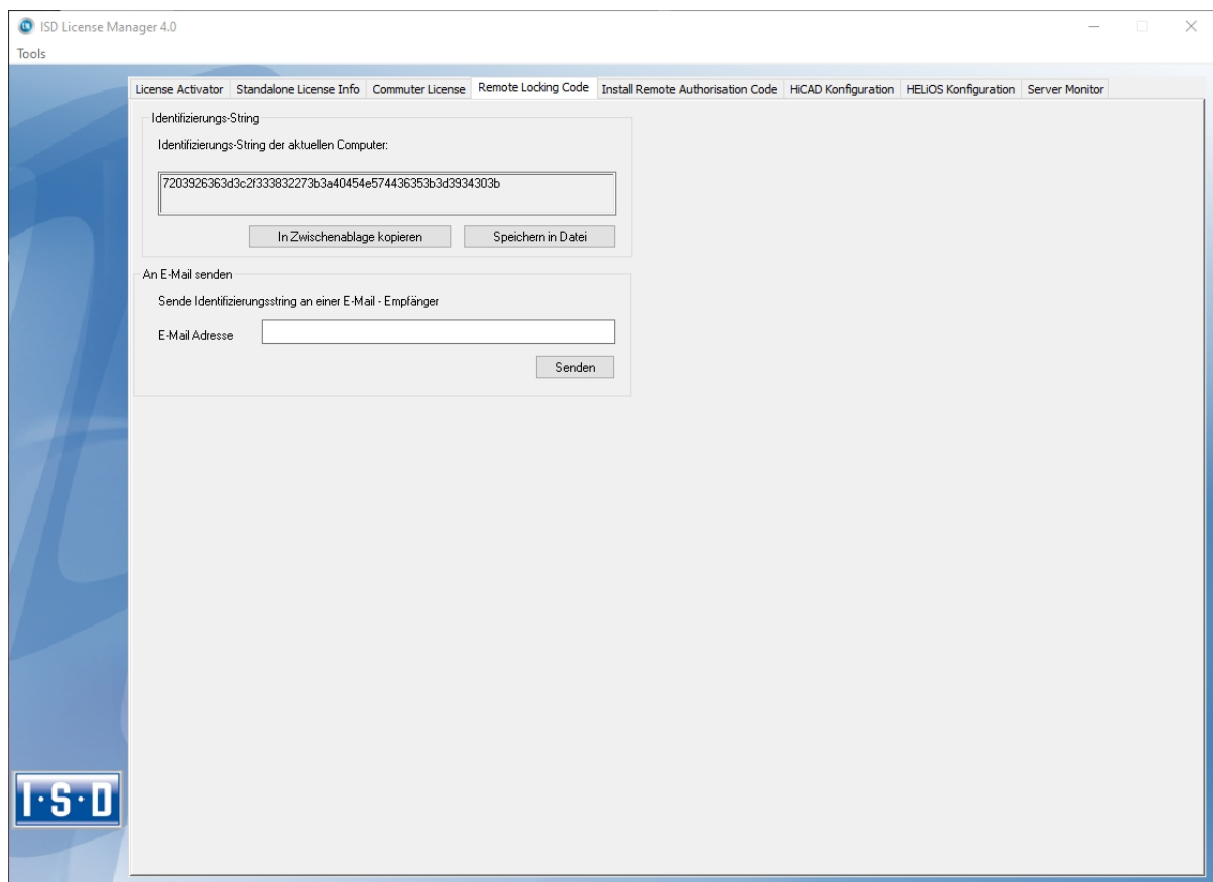 ISD License Manager 4.0
Tools
License Activator Standalone License Info Commuter License Remote Locking Code Install Remote Authorisation Code HiCAD Konfiguration HELiOS Konfiguration Server Monitor
Identifizierungs-String
Identifizierungs-String der aktuellen Computer:
7203926363d3c2f333832273b3a40454e574436353b3d3934303b
In Zwischenablage kopieren Speichern in Datei
An E-Mail senden
Sende Identifizierungsstring an einer E-Mail - Empfänger
E-Mail Adresse
Senden
I·S·D